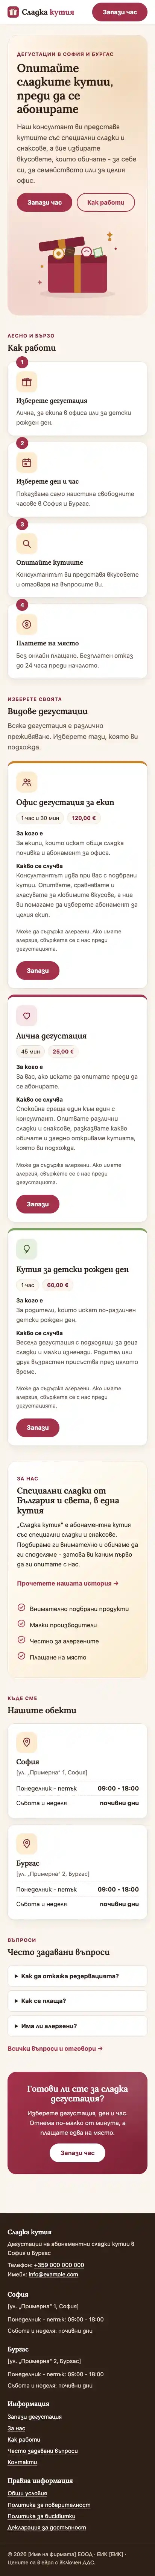 Сладка кутия
Запази час
ДЕГУСТАЦИИ В СОФИЯ И БУРГАС
Опитайте
сладките кутии,
преди да се
абонирате
Наш консултант ви представя
кутиите със специални сладки и
снаксове, а вие избирате
вкусовете, които обичате - за себе
си, за семейството или за целия
офис.
Запази час
Как работи
ЛЕСНО И БЪРЗО
Как работи
1
Изберете дегустация
Лична, за екипа в офиса или за детски
рожден ден.
2
Изберете ден и час
Показваме само наистина свободните
часове в София и Бургас.
3
Опитайте кутиите
Консултантът ви представя вкусовете
и отговаря на въпросите ви.
4
Платете на място
Без онлайн плащане. Безплатен отказ
до 24 часа преди началото.
ИЗБЕРЕТЕ СВОЯТА
Видове дегустации
Всяка дегустация е различно
преживяване. Изберете тази, която ви
подхожда.
Офис дегустация за екип
1 час и 30 мин
120,00 €
За кого е
За екипи, които искат обща сладка
почивка и абонамент за офиса.
Какво се случва
Консултантът идва при вас с подбрани
кутии. Опитвате, сравнявате и
гласувате за любимите вкусове, а ние
ви помагаме да изберете абонамент за
целия екип.
Може да съдържа алергени. Ако имате
алергия, свържете се с нас преди
дегустацията.
Запази
Лична дегустация
45 мин
25,00 €
За кого е
За вас, ако искате да опитате преди да
се абонирате.
Какво се случва
Спокойна среща един към един с
консултант. Опитвате различни
сладки и снаксове, разказвате какво
обичате и заедно откриваме кутията,
която ви подхожда.
Може да съдържа алергени. Ако имате
алергия, свържете се с нас преди
дегустацията.
Запази
Кутия за детски рожден ден
1 час
60,00 €
За кого е
За родители, които искат по-различен
детски рожден ден.
Какво се случва
Весела дегустация с подходящи за деца
сладки и малки изненади. Родител или
друг възрастен присъства през цялото
време.
Може да съдържа алергени. Ако имате
алергия, свържете се с нас преди
дегустацията.
Запази
ЗА НАС
Специални сладки от
България и света, в една
кутия
„Сладка кутия“ е абонаментна кутия
със специални сладки и снаксове.
Подбираме ги внимателно и обичаме да
ги споделяме - затова ви каним първо
да ги опитате с нас.
Прочетете нашата история →
Внимателно подбрани продукти
Малки производители
Честно за алергените
Плащане на място
КЪДЕ СМЕ
Нашите обекти
София
[ул. „Примерна“ 1, София]
Понеделник - петък 09:00 - 18:00
Събота и неделя почивни дни
Бургас
[ул. „Примерна“ 2, Бургас]
Понеделник - петък 09:00 - 18:00
Събота и неделя почивни дни
ВЪПРОСИ
Често задавани въпроси
Как да откажа резервацията?
Как се плаща?
Има ли алергени?
Всички въпроси и отговори →
Готови ли сте за сладка
дегустация?
Изберете дегустация, ден и час.
Отнема по-малко от минута, а
плащате едва на място.
Запази час
Сладка кутия
Дегустации на абонаментни сладки кутии в
София и Бургас
Телефон: +359 000 000 000
Имейл: info@example.com
София
[ул. „Примерна“ 1, София]
Понеделник - петък: 09:00 - 18:00
Събота и неделя: почивни дни
Бургас
[ул. „Примерна“ 2, Бургас]
Понеделник - петък: 09:00 - 18:00
Събота и неделя: почивни дни
Информация
Запази дегустация
За нас
Как работи
Често задавани въпроси
Контакти
Правна информация
Общи условия
Политика за поверителност
Политика за бисквитки
Декларация за достъпност
© 2026 [Име на фирмата] ЕООД · ЕИК [ЕИК] ·
Цените са в евро с включен ДДС.